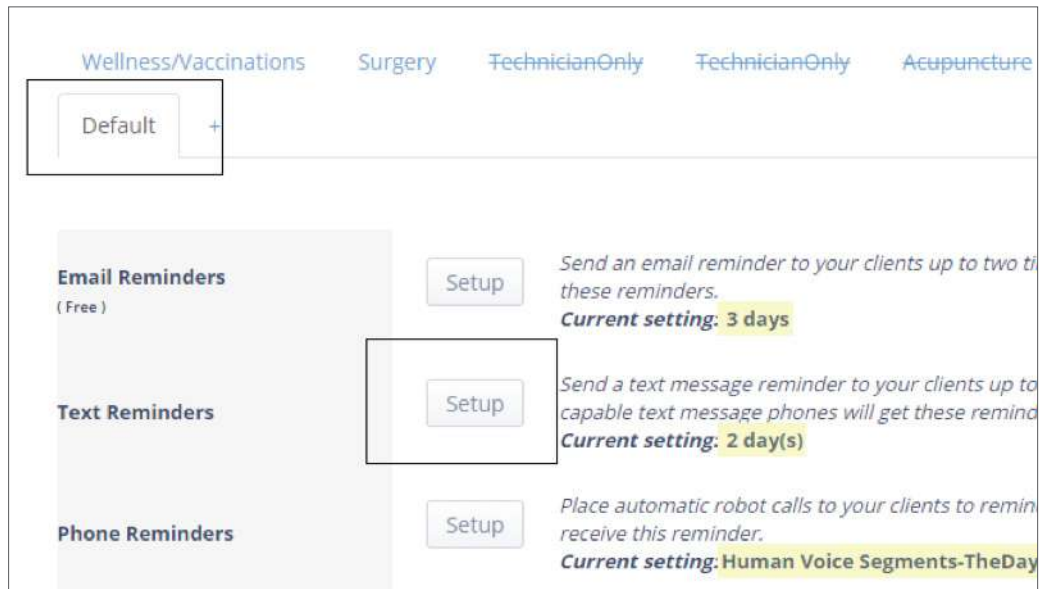 Wellness/Vaccinations Surgery TechnicianOnly TechnicianOnly Acupuncture
Default +
Email Reminders
( Free )
Setup
Send an email reminder to your clients up to two
these reminders.
Current setting: 3 days
Text Reminders
Setup
Send a text message reminder to your clients up to
capable text message phones will get these
Current setting: 2 day(s)
Phone Reminders
Setup
Place automatic robot calls to your clients to
receive this reminder.
Current setting: Human Voice Segments-TheDay